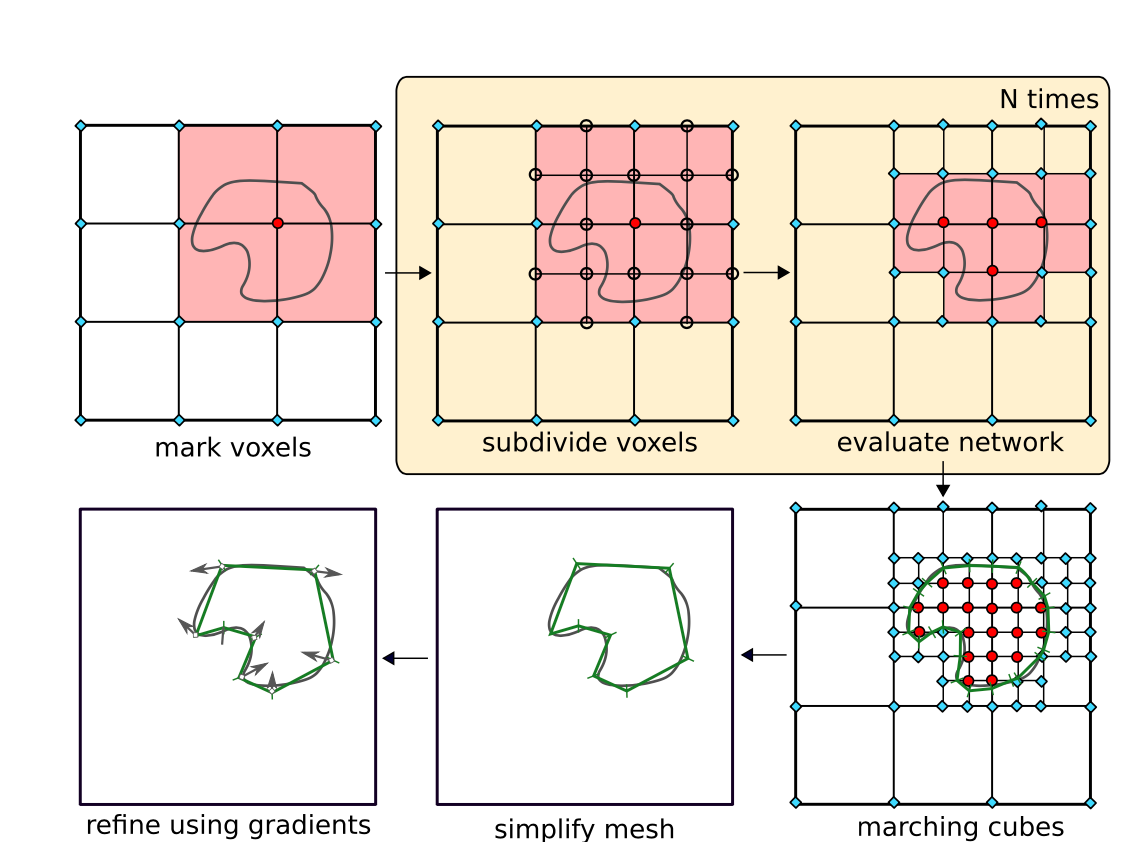 N times
mark voxels
subdivide voxels
evaluate network
refine using gradients
simplify mesh
marching cubes